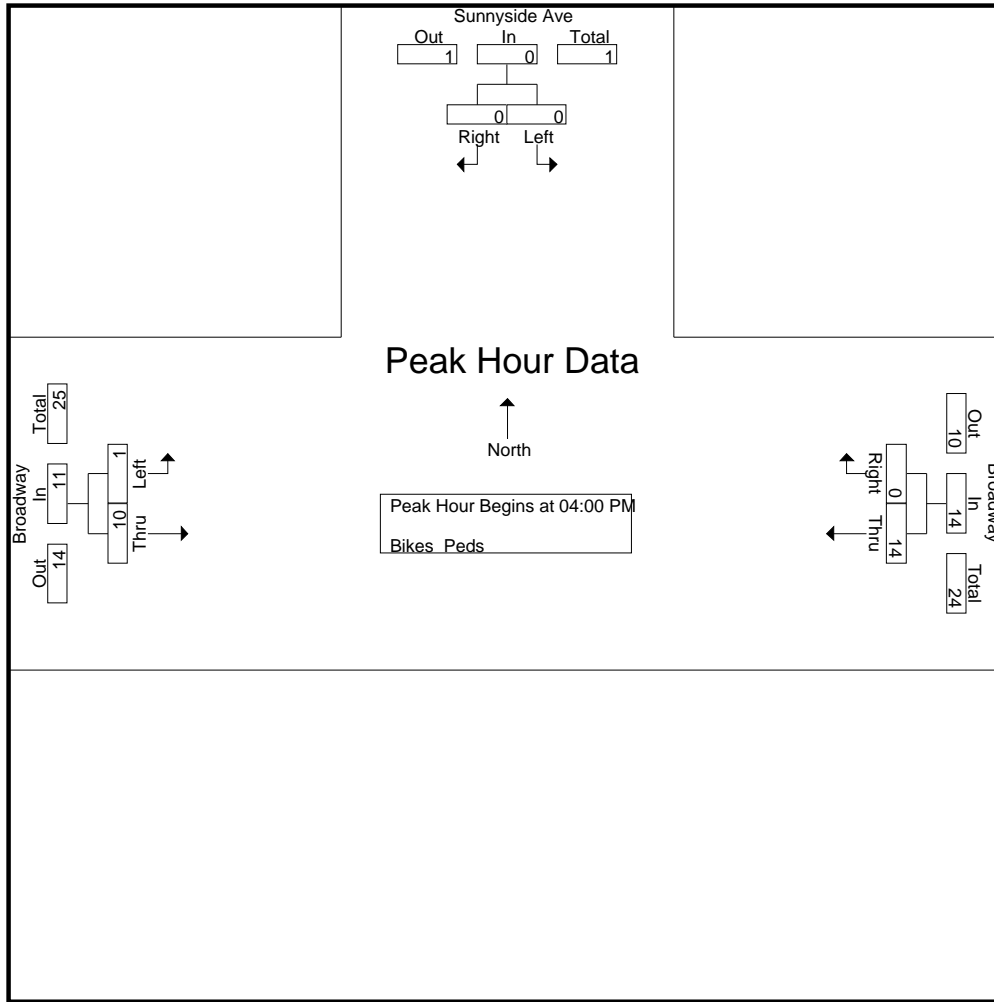 Sunnyside Ave
Out In Total
1 0 1
0 0
Right Left
Peak Hour Data
North
Peak Hour Begins at 04:00 PM
Bikes Peds
Broadway
Total In Out
25 11 14
1 10
Left Thru
Broadway
Out In Total
10 14 24
0 14
Right Thru